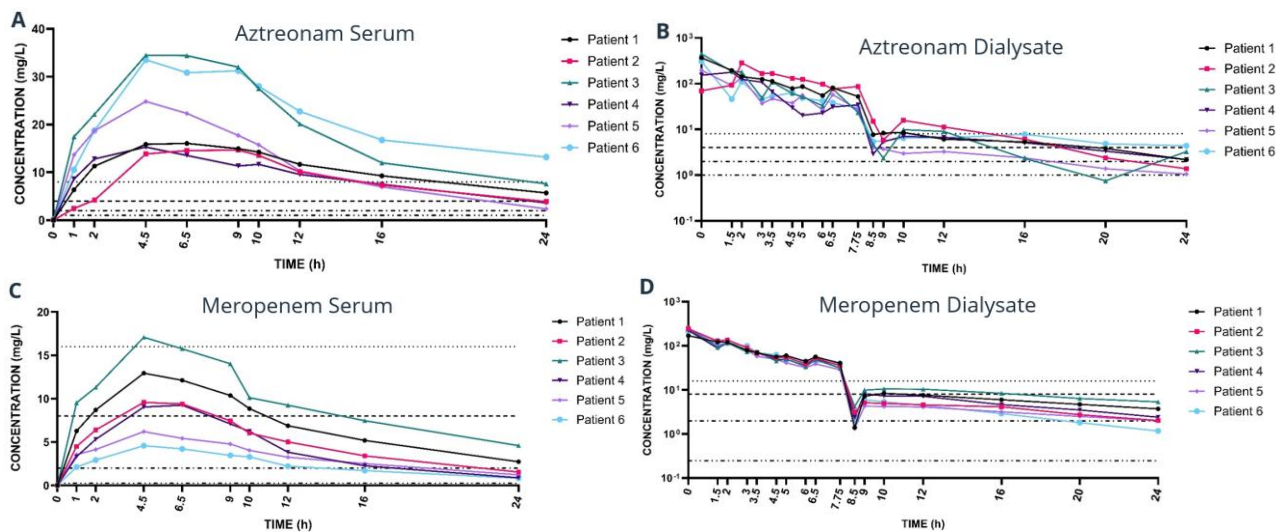 A
Aztreonam Serum
CONCENTRATION (mg/L)
40
30
20
10
0
0 1 2 4.5 6.5 9 10 12 16 24
TIME (h)
Patient 1
Patient 2
Patient 3
Patient 4
Patient 5
Patient 6
B
Aztreonam Dialysate
CONCENTRATION (mg/L)
10³
10²
10¹
10⁰
10⁻¹
0 1.5 2 3 3.5 4.5 5 6 6.5 7.75 8.5 9 10 12 16 20 24
TIME (h)
Patient 1
Patient 2
Patient 3
Patient 4
Patient 5
Patient 6
C
Meropenem Serum
CONCENTRATION (mg/L)
20
15
10
5
0
0 1 2 4.5 6.5 9 10 12 16 24
TIME (h)
Patient 1
Patient 2
Patient 3
Patient 4
Patient 5
Patient 6
D
Meropenem Dialysate
CONCENTRATION (mg/L)
10³
10²
10¹
10⁰
10⁻¹
0 1.5 2 3 3.5 4.5 5 6 6.5 7.75 8.5 9 10 12 16 20 24
TIME (h)
Patient 1
Patient 2
Patient 3
Patient 4
Patient 5
Patient 6